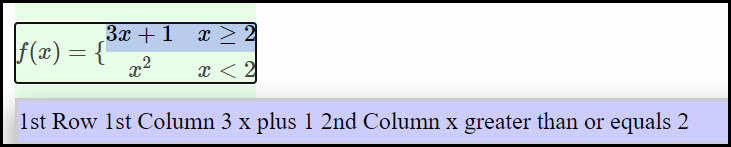 f(x) = { 3x + 1 x ≥ 2
x² x < 2
1st Row 1st Column 3 x plus 1 2nd Column x greater than or equals 2